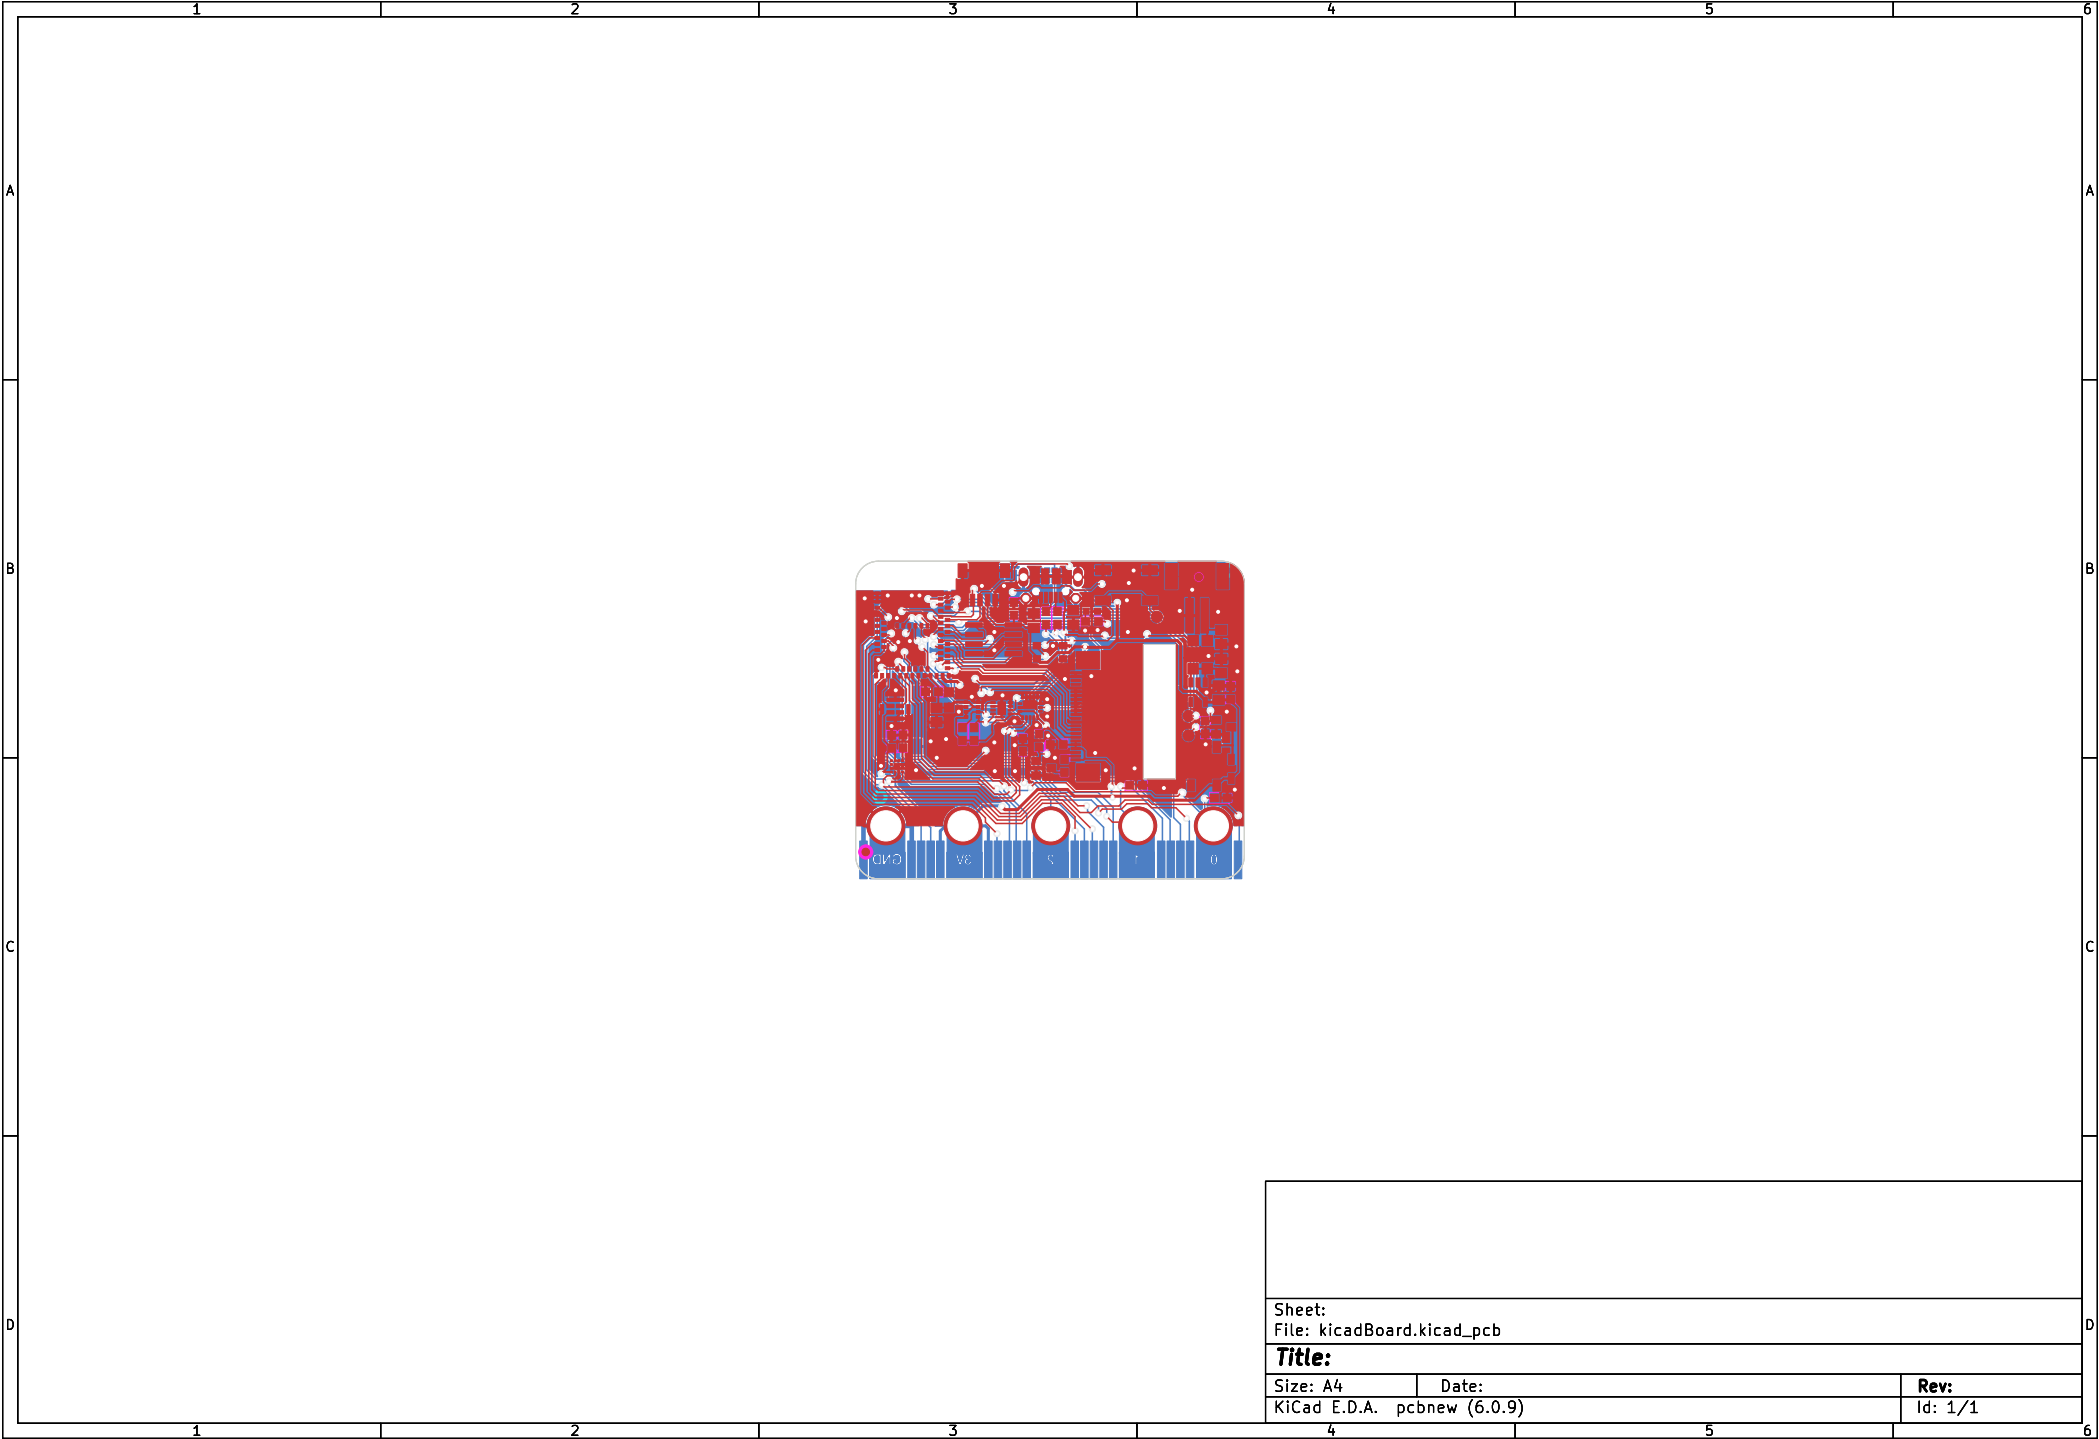 1 2 3 4 5 6
A A
B B
GND 3V 2 1 0
C C
Sheet:
File: kicadBoard.kicad_pcb
D D
Title:
Size: A4 Date: Rev:
KiCad E.D.A. pcbnew (6.0.9) Id: 1/1
1 2 3 4 5 6